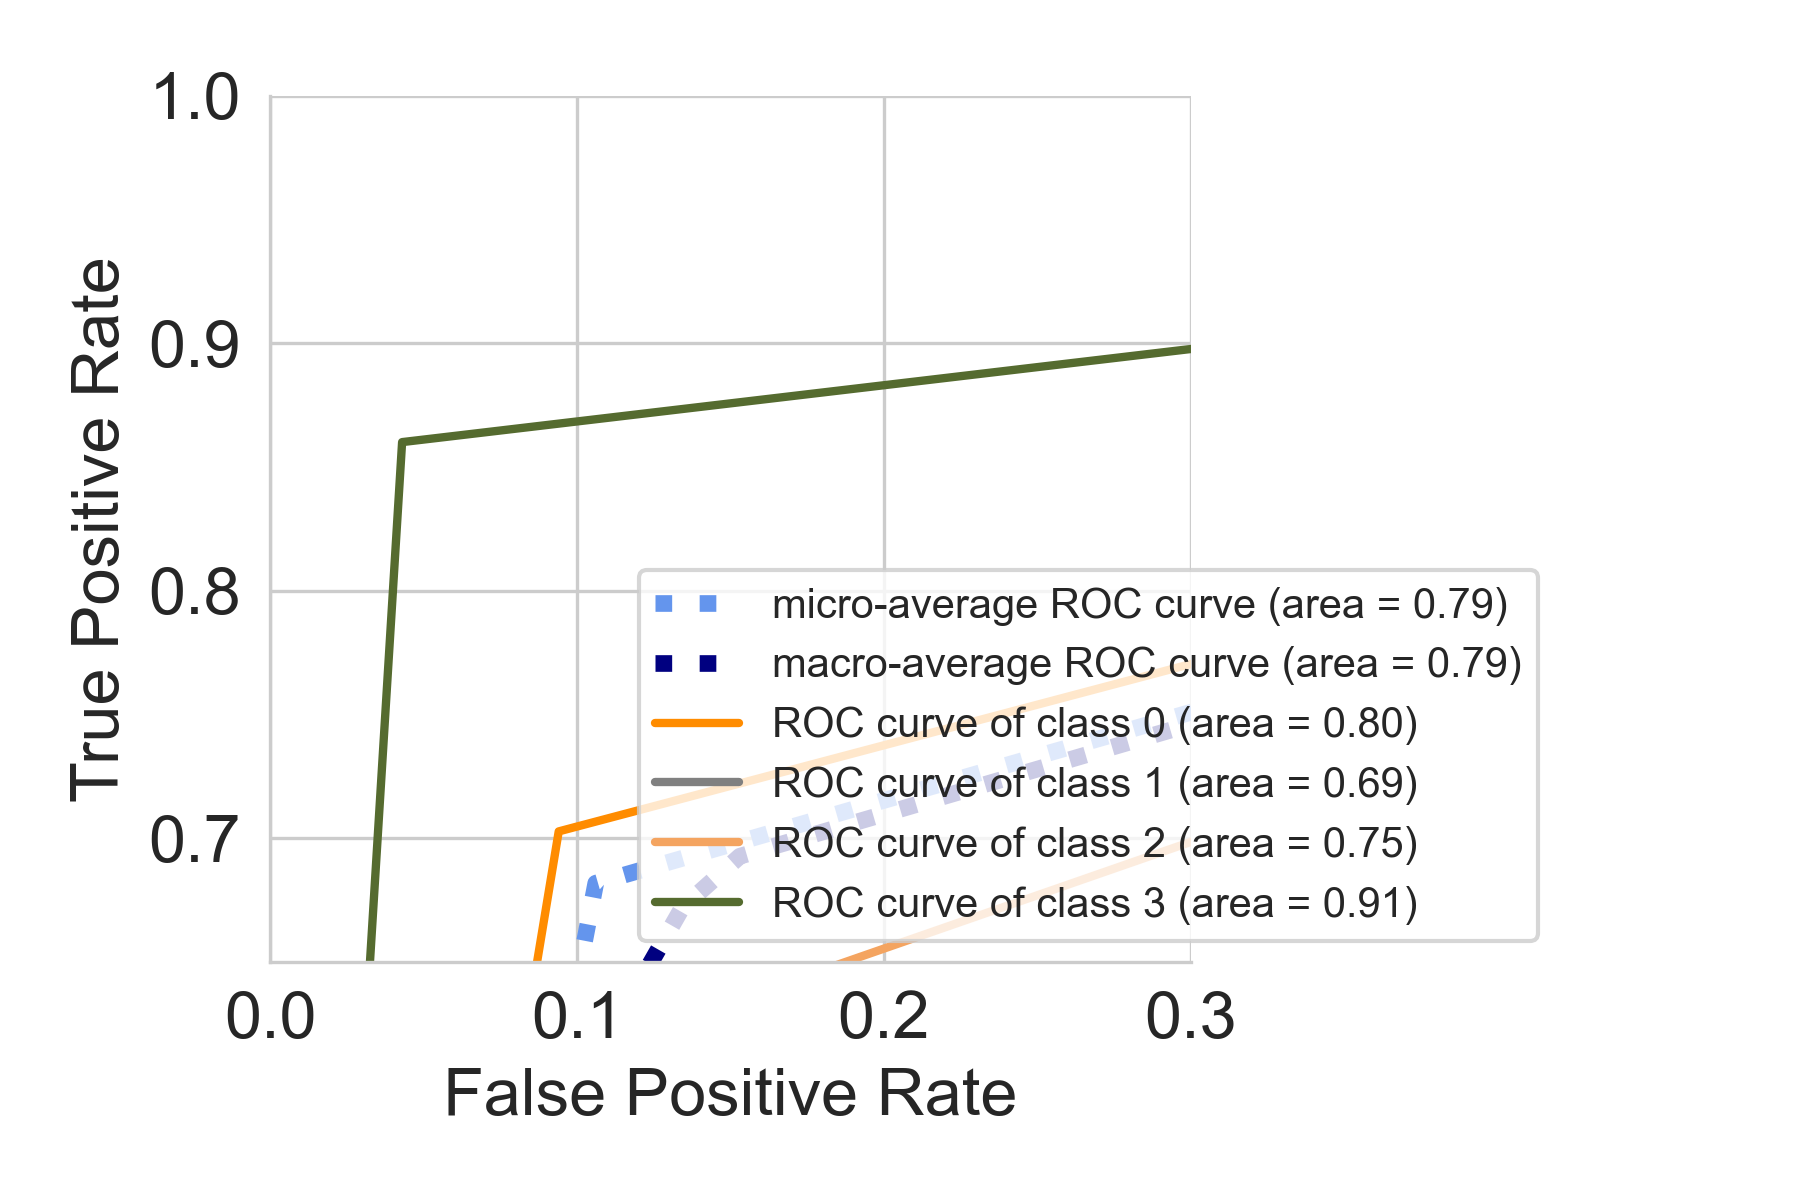 1.0
0.9
0.8
0.7
True Positive Rate
micro-average ROC curve (area = 0.79)
macro-average ROC curve (area = 0.79)
ROC curve of class 0 (area = 0.80)
ROC curve of class 1 (area = 0.69)
ROC curve of class 2 (area = 0.75)
ROC curve of class 3 (area = 0.91)
0.0 0.1 0.2 0.3
False Positive Rate